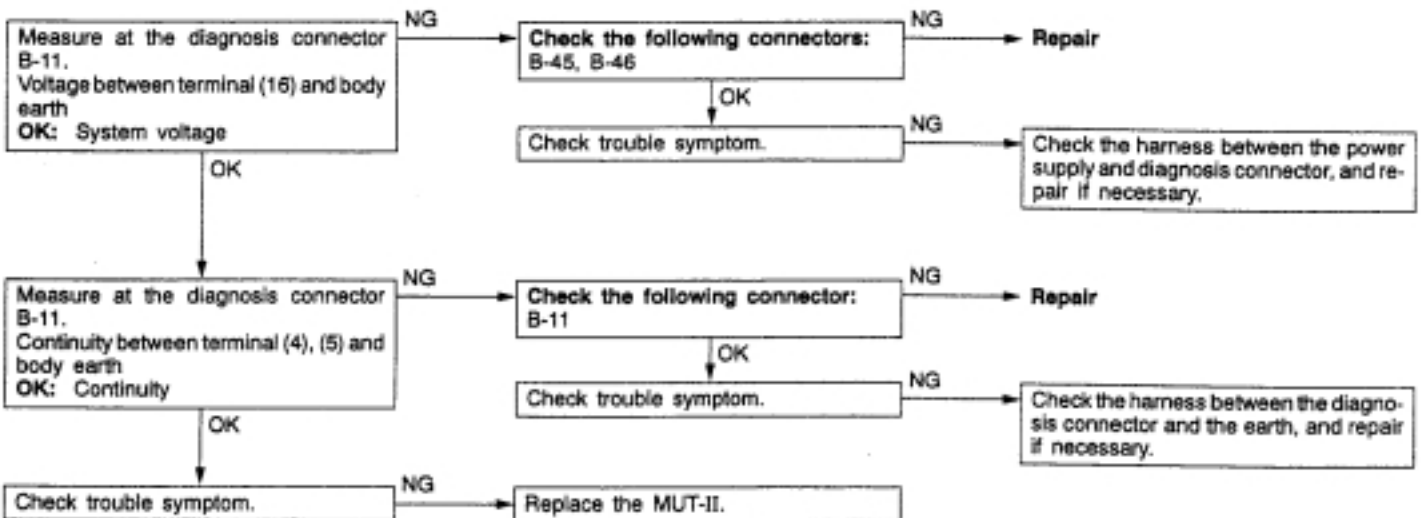 NG
NG
Measure at the diagnosis connector
B-11.
Voltage between terminal (16) and body
earth
OK: System voltage
Check the following connectors:
B-45, B-46
Repair
OK
NG
Check trouble symptom.
Check the harness between the power
supply and diagnosis connector, and re-
pair if necessary.
OK
NG
NG
Measure at the diagnosis connector
B-11.
Continuity between terminal (4), (5) and
body earth
OK: Continuity
Check the following connector:
B-11
Repair
OK
NG
Check trouble symptom.
Check the harness between the diagno-
sis connector and the earth, and repair
if necessary.
OK
NG
Check trouble symptom.
Replace the MUT-II.